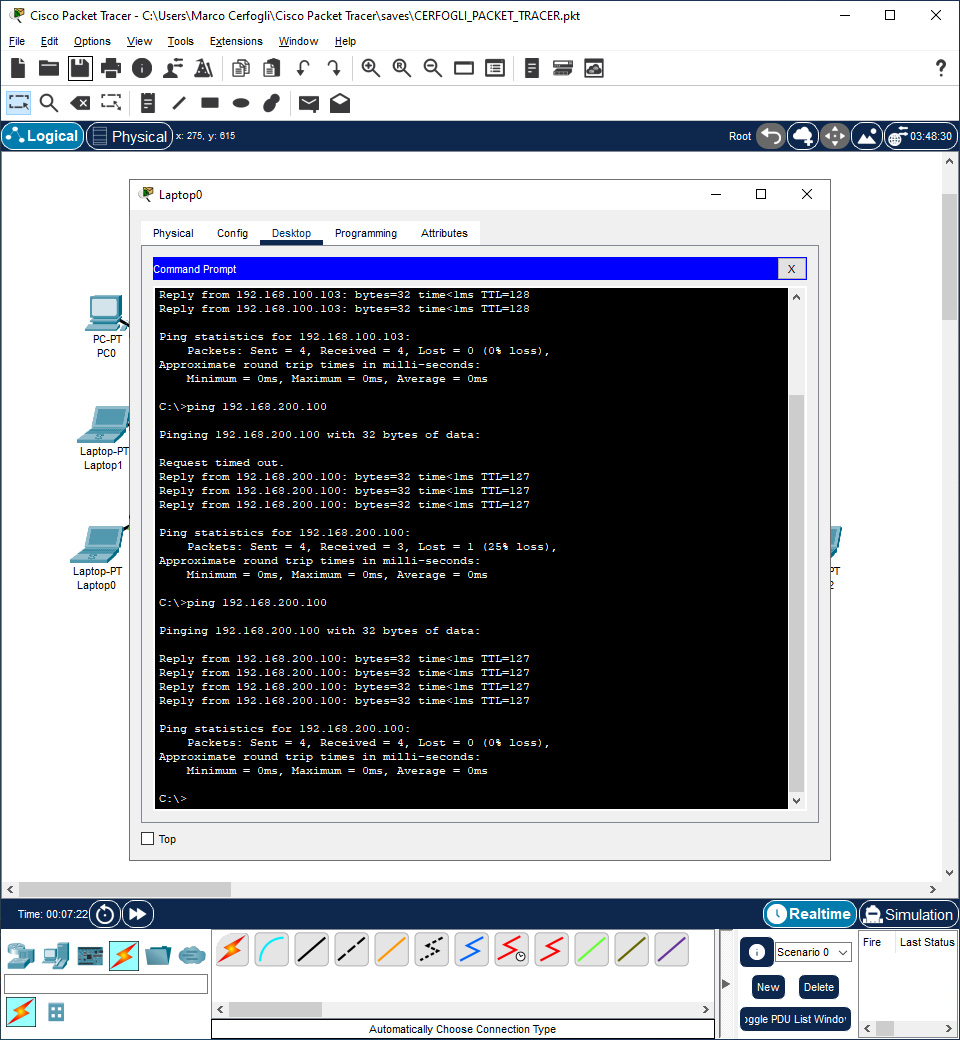 Cisco Packet Tracer - C:\Users\Marco Cerfogli\Cisco Packet Tracer\saves\CERFOGLI_PACKET_TRACER.pkt
File Edit Options View Tools Extensions Window Help
Logical Physical x: 275, y: 615 Root 03:48:30
Laptop0
Physical Config Desktop Programming Attributes
Command Prompt X
Reply from 192.168.100.103: bytes=32 time<1ms TTL=128
Reply from 192.168.100.103: bytes=32 time<1ms TTL=128
Ping statistics for 192.168.100.103:
Packets: Sent = 4, Received = 4, Lost = 0 (0% loss),
Approximate round trip times in milli-seconds:
Minimum = 0ms, Maximum = 0ms, Average = 0ms
C:\>ping 192.168.200.100
Pinging 192.168.200.100 with 32 bytes of data:
Request timed out.
Reply from 192.168.200.100: bytes=32 time<1ms TTL=127
Reply from 192.168.200.100: bytes=32 time<1ms TTL=127
Reply from 192.168.200.100: bytes=32 time<1ms TTL=127
Ping statistics for 192.168.200.100:
Packets: Sent = 4, Received = 3, Lost = 1 (25% loss),
Approximate round trip times in milli-seconds:
Minimum = 0ms, Maximum = 0ms, Average = 0ms
C:\>ping 192.168.200.100
Pinging 192.168.200.100 with 32 bytes of data:
Reply from 192.168.200.100: bytes=32 time<1ms TTL=127
Reply from 192.168.200.100: bytes=32 time<1ms TTL=127
Reply from 192.168.200.100: bytes=32 time<1ms TTL=127
Reply from 192.168.200.100: bytes=32 time<1ms TTL=127
Ping statistics for 192.168.200.100:
Packets: Sent = 4, Received = 4, Lost = 0 (0% loss),
Approximate round trip times in milli-seconds:
Minimum = 0ms, Maximum = 0ms, Average = 0ms
C:\>
Top
PC-PT
PC0
Laptop-PT
Laptop1
Laptop-PT
Laptop0
PT
2
Time: 00:07:22 Realtime Simulation
Scenario 0
New Delete
oggle PDU List Windo
Fire Last Status
Automatically Choose Connection Type